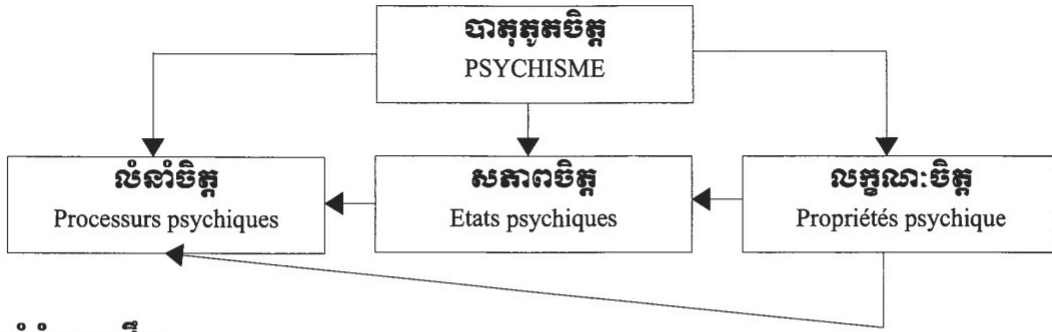 បាតុភូតចិត្ត
PSYCHISME
លំនាំចិត្ត
Processurs psychiques
សភាពចិត្ត
Etats psychiques
លក្ខណៈចិត្ត
Propriétés psychique